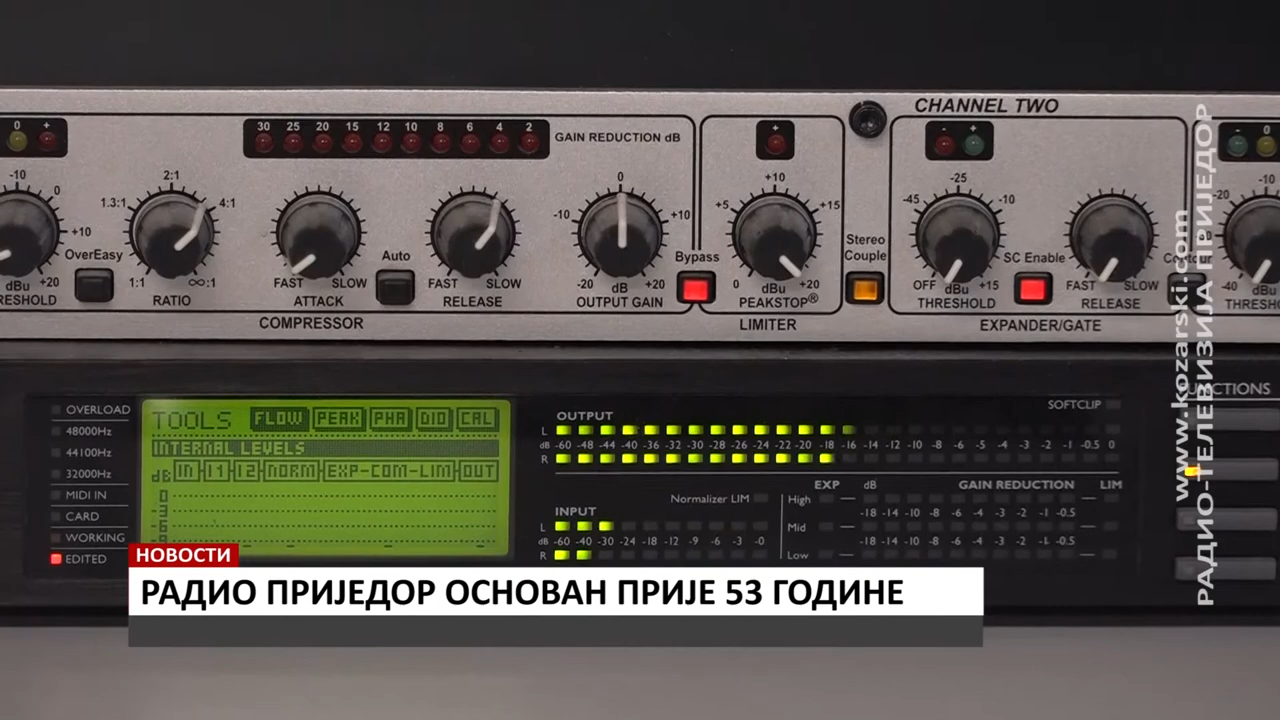 CHANNEL TWO
0 +
30 25 20 15 12 10 8 6 4 2
GAIN REDUCTION dB
+
- +
- 0
-10 0 +10 +20 dBu
OverEasy
1.3:1 2:1 4:1 1:1 ∞:1
RATIO
FAST SLOW
ATTACK
Auto
FAST SLOW
RELEASE
-10 0 +10 -20 dB +20
OUTPUT GAIN
Bypass
+5 +10 +15 0 dBu +20
PEAKSTOP®
Stereo
Couple
-45 -25 -10 OFF dBu +15
THRESHOLD
SC Enable
FAST SLOW
RELEASE
-20 -10 -40 dBu
COMPRESSOR
LIMITER
EXPANDER/GATE
OVERLOAD
48000Hz
44100Hz
32000Hz
MIDI IN
CARD
WORKING
EDITED
TOOLS FLOW PEAK PHA DIO CAL
INTERNAL LEVELS
dB IN I1 I2 NORM EXP-COM-LIM OUT
0
-3
-6
-9
SOFTCLIP
OUTPUT
L
dB -60 -48 -44 -40 -36 -32 -30 -28 -26 -24 -22 -20 -18 -16 -14 -12 -10 -8 -6 -5 -4 -3 -2 -1 -0.5 0
R
EXP dB GAIN REDUCTION LIM
Normalizer LIM
High
-18 -14 -10 -8 -6 -4 -3 -2 -1 -0.5
INPUT
L
Mid
dB -60 -40 -30 -24 -18 -12 -9 -6 -3 -0
-18 -14 -10 -8 -6 -4 -3 -2 -1 -0.5
R
Low
www.kozarski.com
РАДИО-ТЕЛЕВИЗИЈА ПРИЈЕДОР
НОВОСТИ
РАДИО ПРИЈЕДОР ОСНОВАН ПРИЈЕ 53 ГОДИНЕ